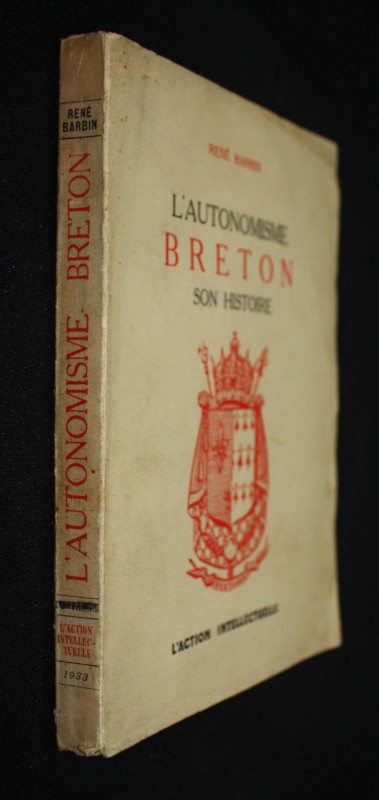 RENÉ
BARBIN
L'AUTONOMISME BRETON
L'ACTION
INTELLEC-
TUELLE
1933
RENÉ BARBIN
L'AUTONOMISME
BRETON
SON HISTOIRE
L'ACTION INTELLECTUELLE